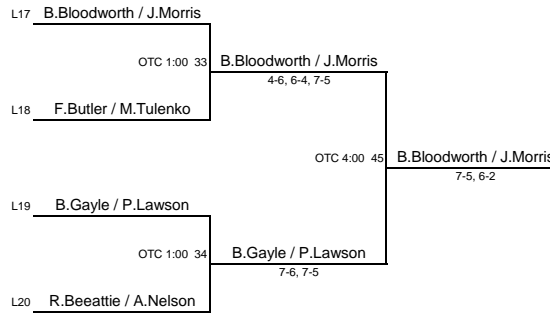 L17 B.Bloodworth / J.Morris
OTC 1:00 33 B.Bloodworth / J.Morris
4-6, 6-4, 7-5
L18 F.Butler / M.Tulenko
OTC 4:00 45 B.Bloodworth / J.Morris
7-5, 6-2
L19 B.Gayle / P.Lawson
OTC 1:00 34 B.Gayle / P.Lawson
7-6, 7-5
L20 R.Beeattie / A.Nelson